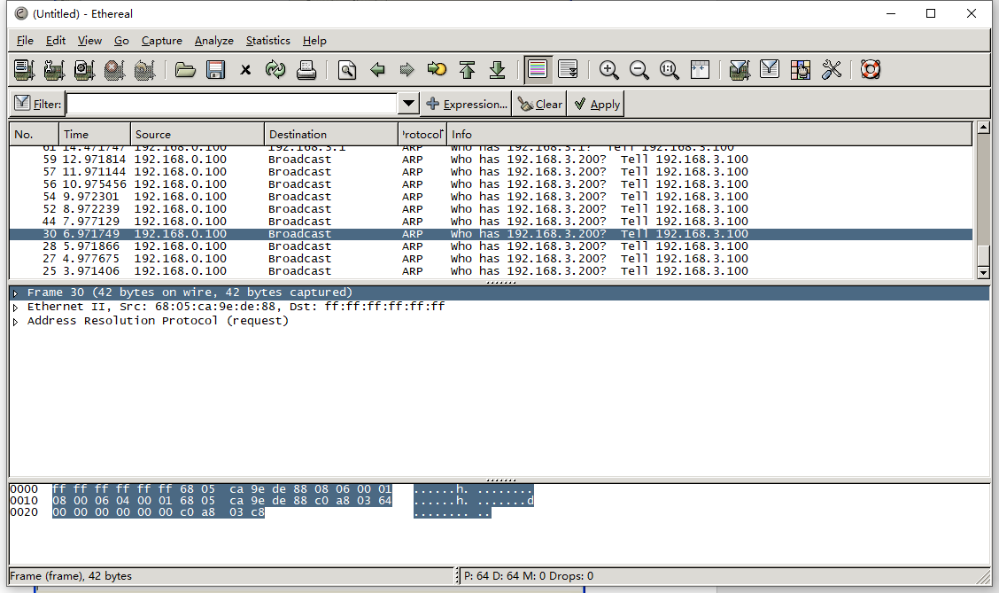 (Untitled) - Ethereal
File Edit View Go Capture Analyze Statistics Help
Filter: Expression... Clear Apply
No. Time Source Destination Protocol Info
61 14.471747 192.168.0.100 192.168.3.1 ARP Who has 192.168.3.1? Tell 192.168.3.100
59 12.971814 192.168.0.100 Broadcast ARP Who has 192.168.3.200? Tell 192.168.3.100
57 11.971144 192.168.0.100 Broadcast ARP Who has 192.168.3.200? Tell 192.168.3.100
56 10.975456 192.168.0.100 Broadcast ARP Who has 192.168.3.200? Tell 192.168.3.100
54 9.972301 192.168.0.100 Broadcast ARP Who has 192.168.3.200? Tell 192.168.3.100
52 8.972239 192.168.0.100 Broadcast ARP Who has 192.168.3.200? Tell 192.168.3.100
44 7.977129 192.168.0.100 Broadcast ARP Who has 192.168.3.200? Tell 192.168.3.100
30 6.971749 192.168.0.100 Broadcast ARP Who has 192.168.3.200? Tell 192.168.3.100
28 5.971866 192.168.0.100 Broadcast ARP Who has 192.168.3.200? Tell 192.168.3.100
27 4.977675 192.168.0.100 Broadcast ARP Who has 192.168.3.200? Tell 192.168.3.100
25 3.971406 192.168.0.100 Broadcast ARP Who has 192.168.3.200? Tell 192.168.3.100
Frame 30 (42 bytes on wire, 42 bytes captured)
Ethernet II, Src: 68:05:ca:9e:de:88, Dst: ff:ff:ff:ff:ff:ff
Address Resolution Protocol (request)
0000 ff ff ff ff ff ff 68 05 ca 9e de 88 08 06 00 01 ......h. ........
0010 08 00 06 04 00 01 68 05 ca 9e de 88 c0 a8 03 64 ......h. .......d
0020 00 00 00 00 00 00 c0 a8 03 c8 ........ ..
Frame (frame), 42 bytes P: 64 D: 64 M: 0 Drops: 0